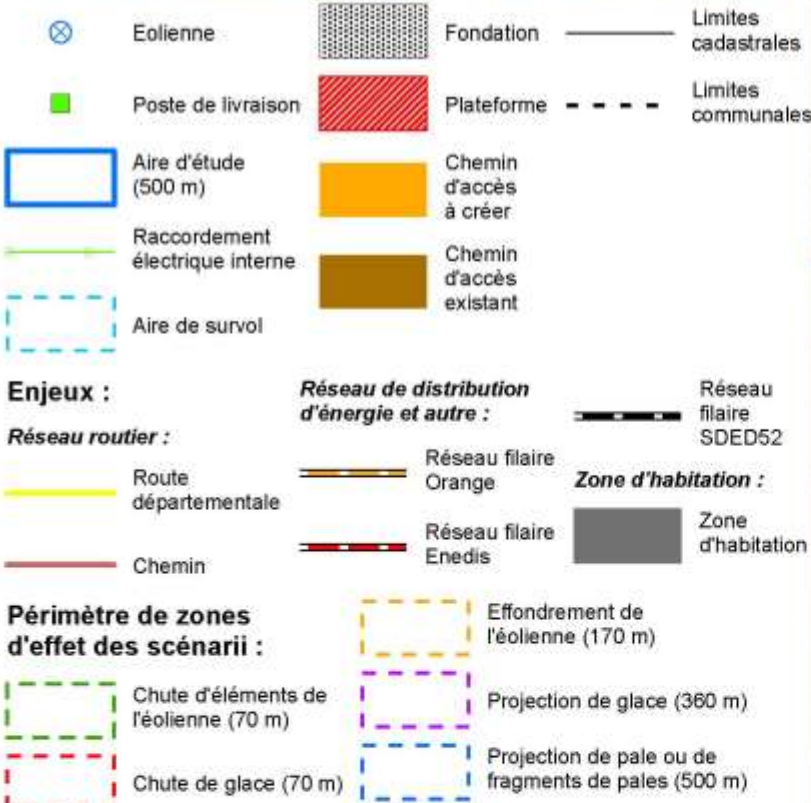 Eolienne
Poste de livraison
Aire d'étude
(500 m)
Raccordement
électrique interne
Aire de survol
Fondation
Plateforme
Chemin
d'accès
à créer
Chemin
d'accès
existant
Limites
cadastrales
Limites
communales
Enjeux :
Réseau routier :
Route
départementale
Chemin
Réseau de distribution
d'énergie et autre :
Réseau filaire
Orange
Réseau filaire
Enedis
Réseau
filaire
SDED52
Zone d'habitation :
Zone
d'habitation
Périmètre de zones
d'effet des scénarii :
Chute d'éléments de
l'éolienne (70 m)
Chute de glace (70 m)
Effondrement de
l'éolienne (170 m)
Projection de glace (360 m)
Projection de pale ou de
fragments de pales (500 m)